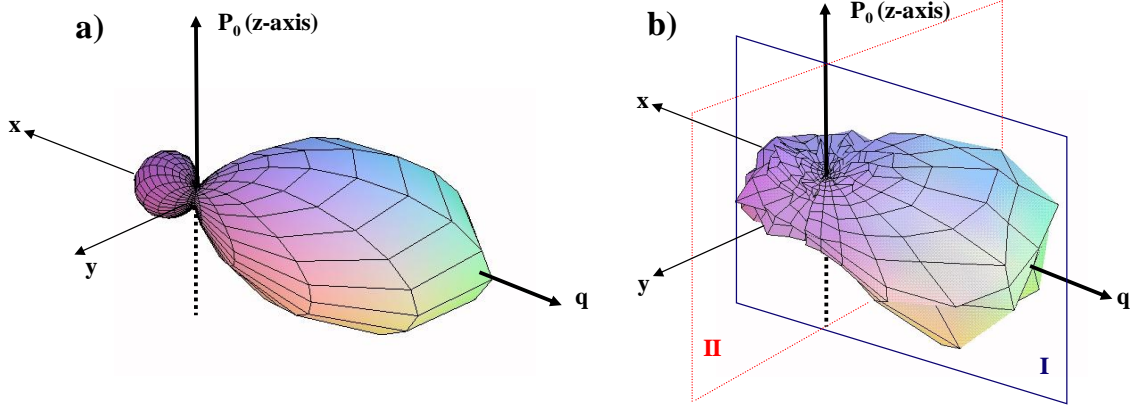 a)
P₀ (z-axis)
x
y
q
b)
P₀ (z-axis)
x
y
q
II
I